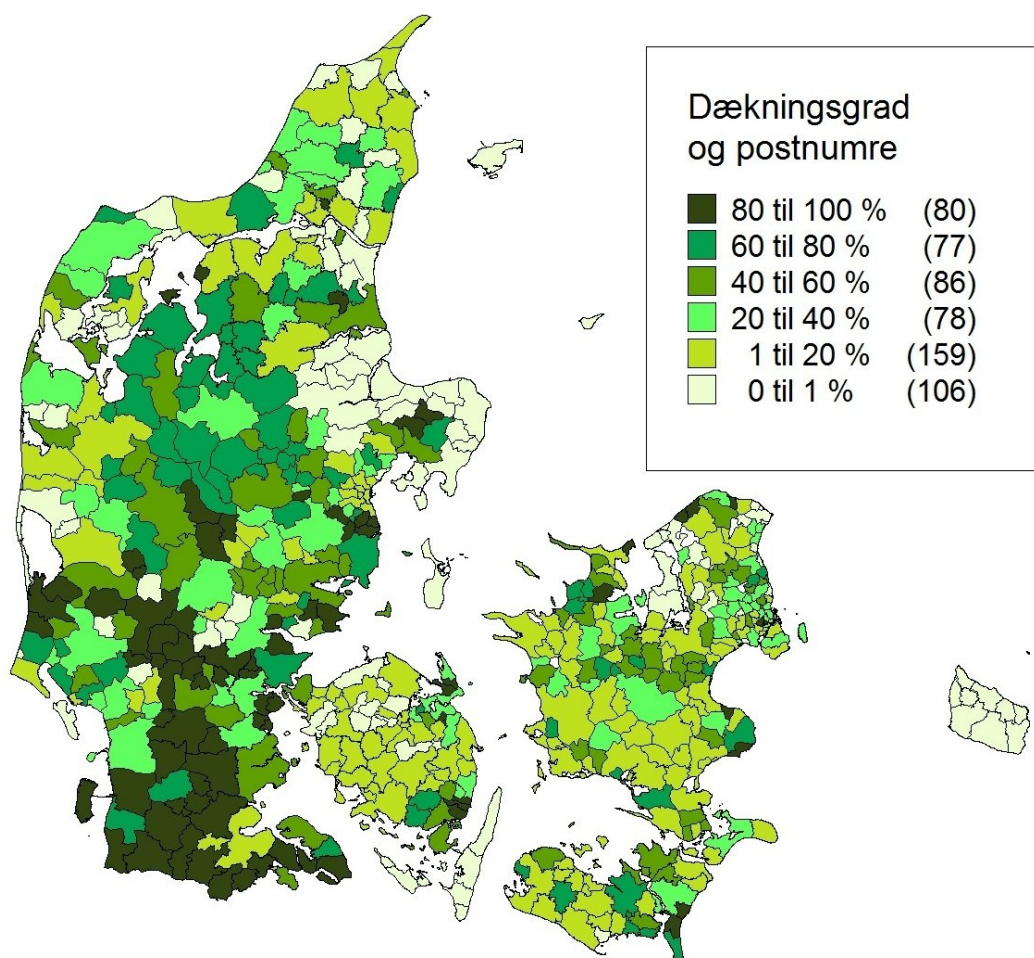 Dækningsgrad
og postnumre
80 til 100 % (80)
60 til 80 % (77)
40 til 60 % (86)
20 til 40 % (78)
1 til 20 % (159)
0 til 1 % (106)